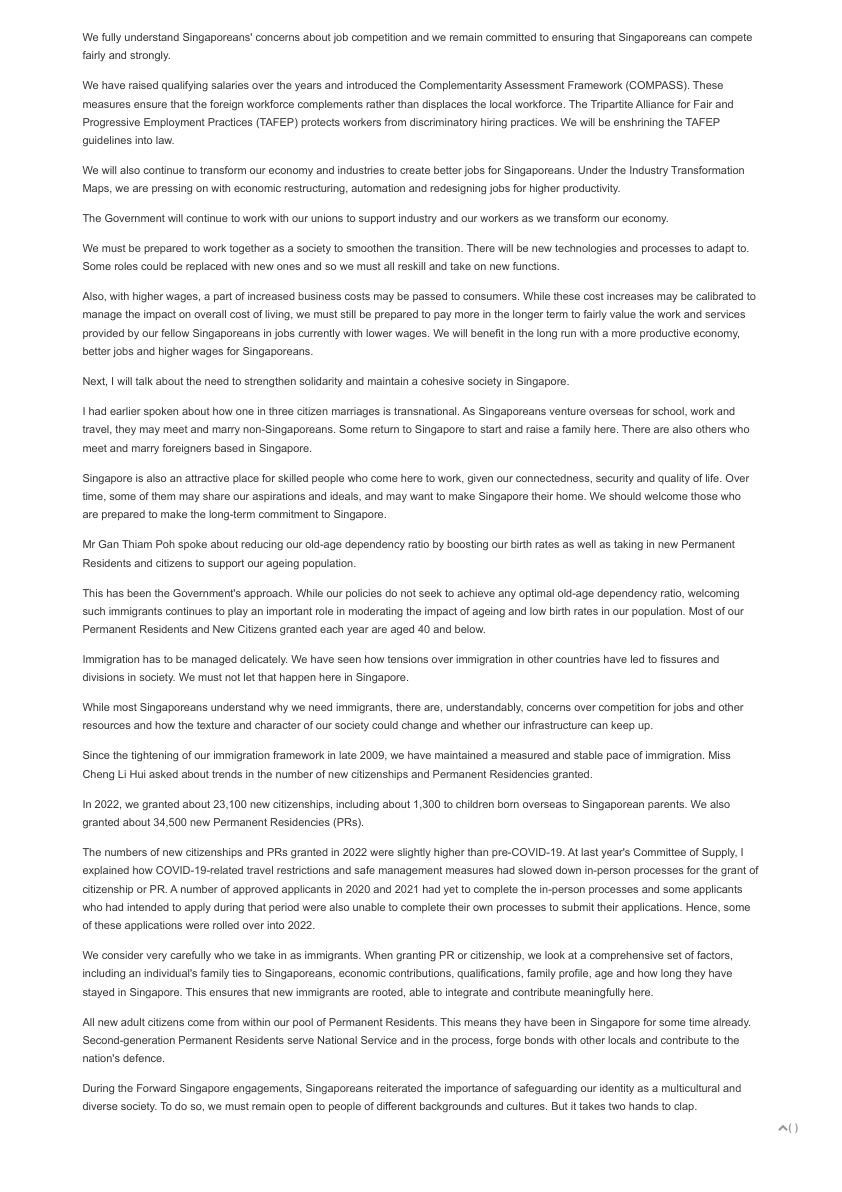 We fully understand Singaporeans' concerns about job competition and we remain committed to ensuring that Singaporeans can compete
fairly and strongly.
We have raised qualifying salaries over the years and introduced the Complementarity Assessment Framework (COMPASS). These
measures ensure that the foreign workforce complements rather than displaces the local workforce. The Tripartite Alliance for Fair and
Progressive Employment Practices (TAFEP) protects workers from discriminatory hiring practices. We will be enshrining the TAFEP
guidelines into law.
We will also continue to transform our economy and industries to create better jobs for Singaporeans. Under the Industry Transformation
Maps, we are pressing on with economic restructuring, automation and redesigning jobs for higher productivity.
The Government will continue to work with our unions to support industry and our workers as we transform our economy.
We must be prepared to work together as a society to smoothen the transition. There will be new technologies and processes to adapt to.
Some roles could be replaced with new ones and so we must all reskill and take on new functions.
Also, with higher wages, a part of increased business costs may be passed to consumers. While these cost increases may be calibrated to
manage the impact on overall cost of living, we must still be prepared to pay more in the longer term to fairly value the work and services
provided by our fellow Singaporeans in jobs currently with lower wages. We will benefit in the long run with a more productive economy,
better jobs and higher wages for Singaporeans.
Next, I will talk about the need to strengthen solidarity and maintain a cohesive society in Singapore.
I had earlier spoken about how one in three citizen marriages is transnational. As Singaporeans venture overseas for school, work and
travel, they may meet and marry non-Singaporeans. Some return to Singapore to start and raise a family here. There are also others who
meet and marry foreigners based in Singapore.
Singapore is also an attractive place for skilled people who come here to work, given our connectedness, security and quality of life. Over
time, some of them may share our aspirations and ideals, and may want to make Singapore their home. We should welcome those who
are prepared to make the long-term commitment to Singapore.
Mr Gan Thiam Poh spoke about reducing our old-age dependency ratio by boosting our birth rates as well as taking in new Permanent
Residents and citizens to support our ageing population.
This has been the Government's approach. While our policies do not seek to achieve any optimal old-age dependency ratio, welcoming
such immigrants continues to play an important role in moderating the impact of ageing and low birth rates in our population. Most of our
Permanent Residents and New Citizens granted each year are aged 40 and below.
Immigration has to be managed delicately. We have seen how tensions over immigration in other countries have led to fissures and
divisions in society. We must not let that happen here in Singapore.
While most Singaporeans understand why we need immigrants, there are, understandably, concerns over competition for jobs and other
resources and how the texture and character of our society could change and whether our infrastructure can keep up.
Since the tightening of our immigration framework in late 2009, we have maintained a measured and stable pace of immigration. Miss
Cheng Li Hui asked about trends in the number of new citizenships and Permanent Residencies granted.
In 2022, we granted about 23,100 new citizenships, including about 1,300 to children born overseas to Singaporean parents. We also
granted about 34,500 new Permanent Residencies (PRs).
The numbers of new citizenships and PRs granted in 2022 were slightly higher than pre-COVID-19. At last year's Committee of Supply, I
explained how COVID-19-related travel restrictions and safe management measures had slowed down in-person processes for the grant of
citizenship or PR. A number of approved applicants in 2020 and 2021 had yet to complete the in-person processes and some applicants
who had intended to apply during that period were also unable to complete their own processes to submit their applications. Hence, some
of these applications were rolled over into 2022.
We consider very carefully who we take in as immigrants. When granting PR or citizenship, we look at a comprehensive set of factors,
including an individual's family ties to Singaporeans, economic contributions, qualifications, family profile, age and how long they have
stayed in Singapore. This ensures that new immigrants are rooted, able to integrate and contribute meaningfully here.
All new adult citizens come from within our pool of Permanent Residents. This means they have been in Singapore for some time already.
Second-generation Permanent Residents serve National Service and in the process, forge bonds with other locals and contribute to the
nation's defence.
During the Forward Singapore engagements, Singaporeans reiterated the importance of safeguarding our identity as a multicultural and
diverse society. To do so, we must remain open to people of different backgrounds and cultures. But it takes two hands to clap.
( )